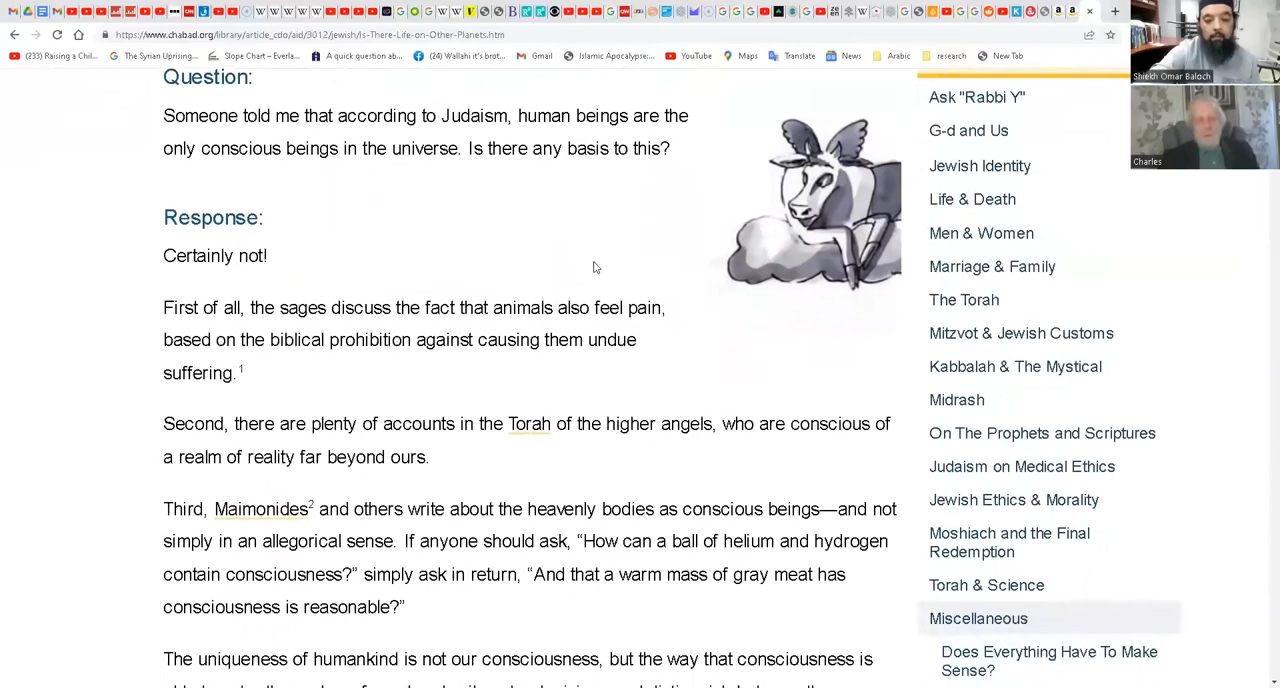 https://www.chabad.org/library/article_cdo/aid/3012/jewish/Is-There-Life-on-Other-Planets.htm
(233) Raising a Chil...
The Syrian Uprising...
Slope Chart – Everla...
A quick question ab...
(24) Wallahi it's brot...
Islamic Apocalypse:...
YouTube
Maps
Translate
News
Arabic
research
New Tab
Gmail
Shiekh Omar Baloch
Charles
Question:
Someone told me that according to Judaism, human beings are the
only conscious beings in the universe. Is there any basis to this?
Response:
Certainly not!
First of all, the sages discuss the fact that animals also feel pain,
based on the biblical prohibition against causing them undue
suffering.1
Second, there are plenty of accounts in the Torah of the higher angels, who are conscious of
a realm of reality far beyond ours.
Third, Maimonides2 and others write about the heavenly bodies as conscious beings—and not
simply in an allegorical sense. If anyone should ask, “How can a ball of helium and hydrogen
contain consciousness?” simply ask in return, “And that a warm mass of gray meat has
consciousness is reasonable?”
The uniqueness of humankind is not our consciousness, but the way that consciousness is
Ask "Rabbi Y"
G-d and Us
Jewish Identity
Life & Death
Men & Women
Marriage & Family
The Torah
Mitzvot & Jewish Customs
Kabbalah & The Mystical
Midrash
On The Prophets and Scriptures
Judaism on Medical Ethics
Jewish Ethics & Morality
Moshiach and the Final
Redemption
Torah & Science
Miscellaneous
Does Everything Have To Make
Sense?